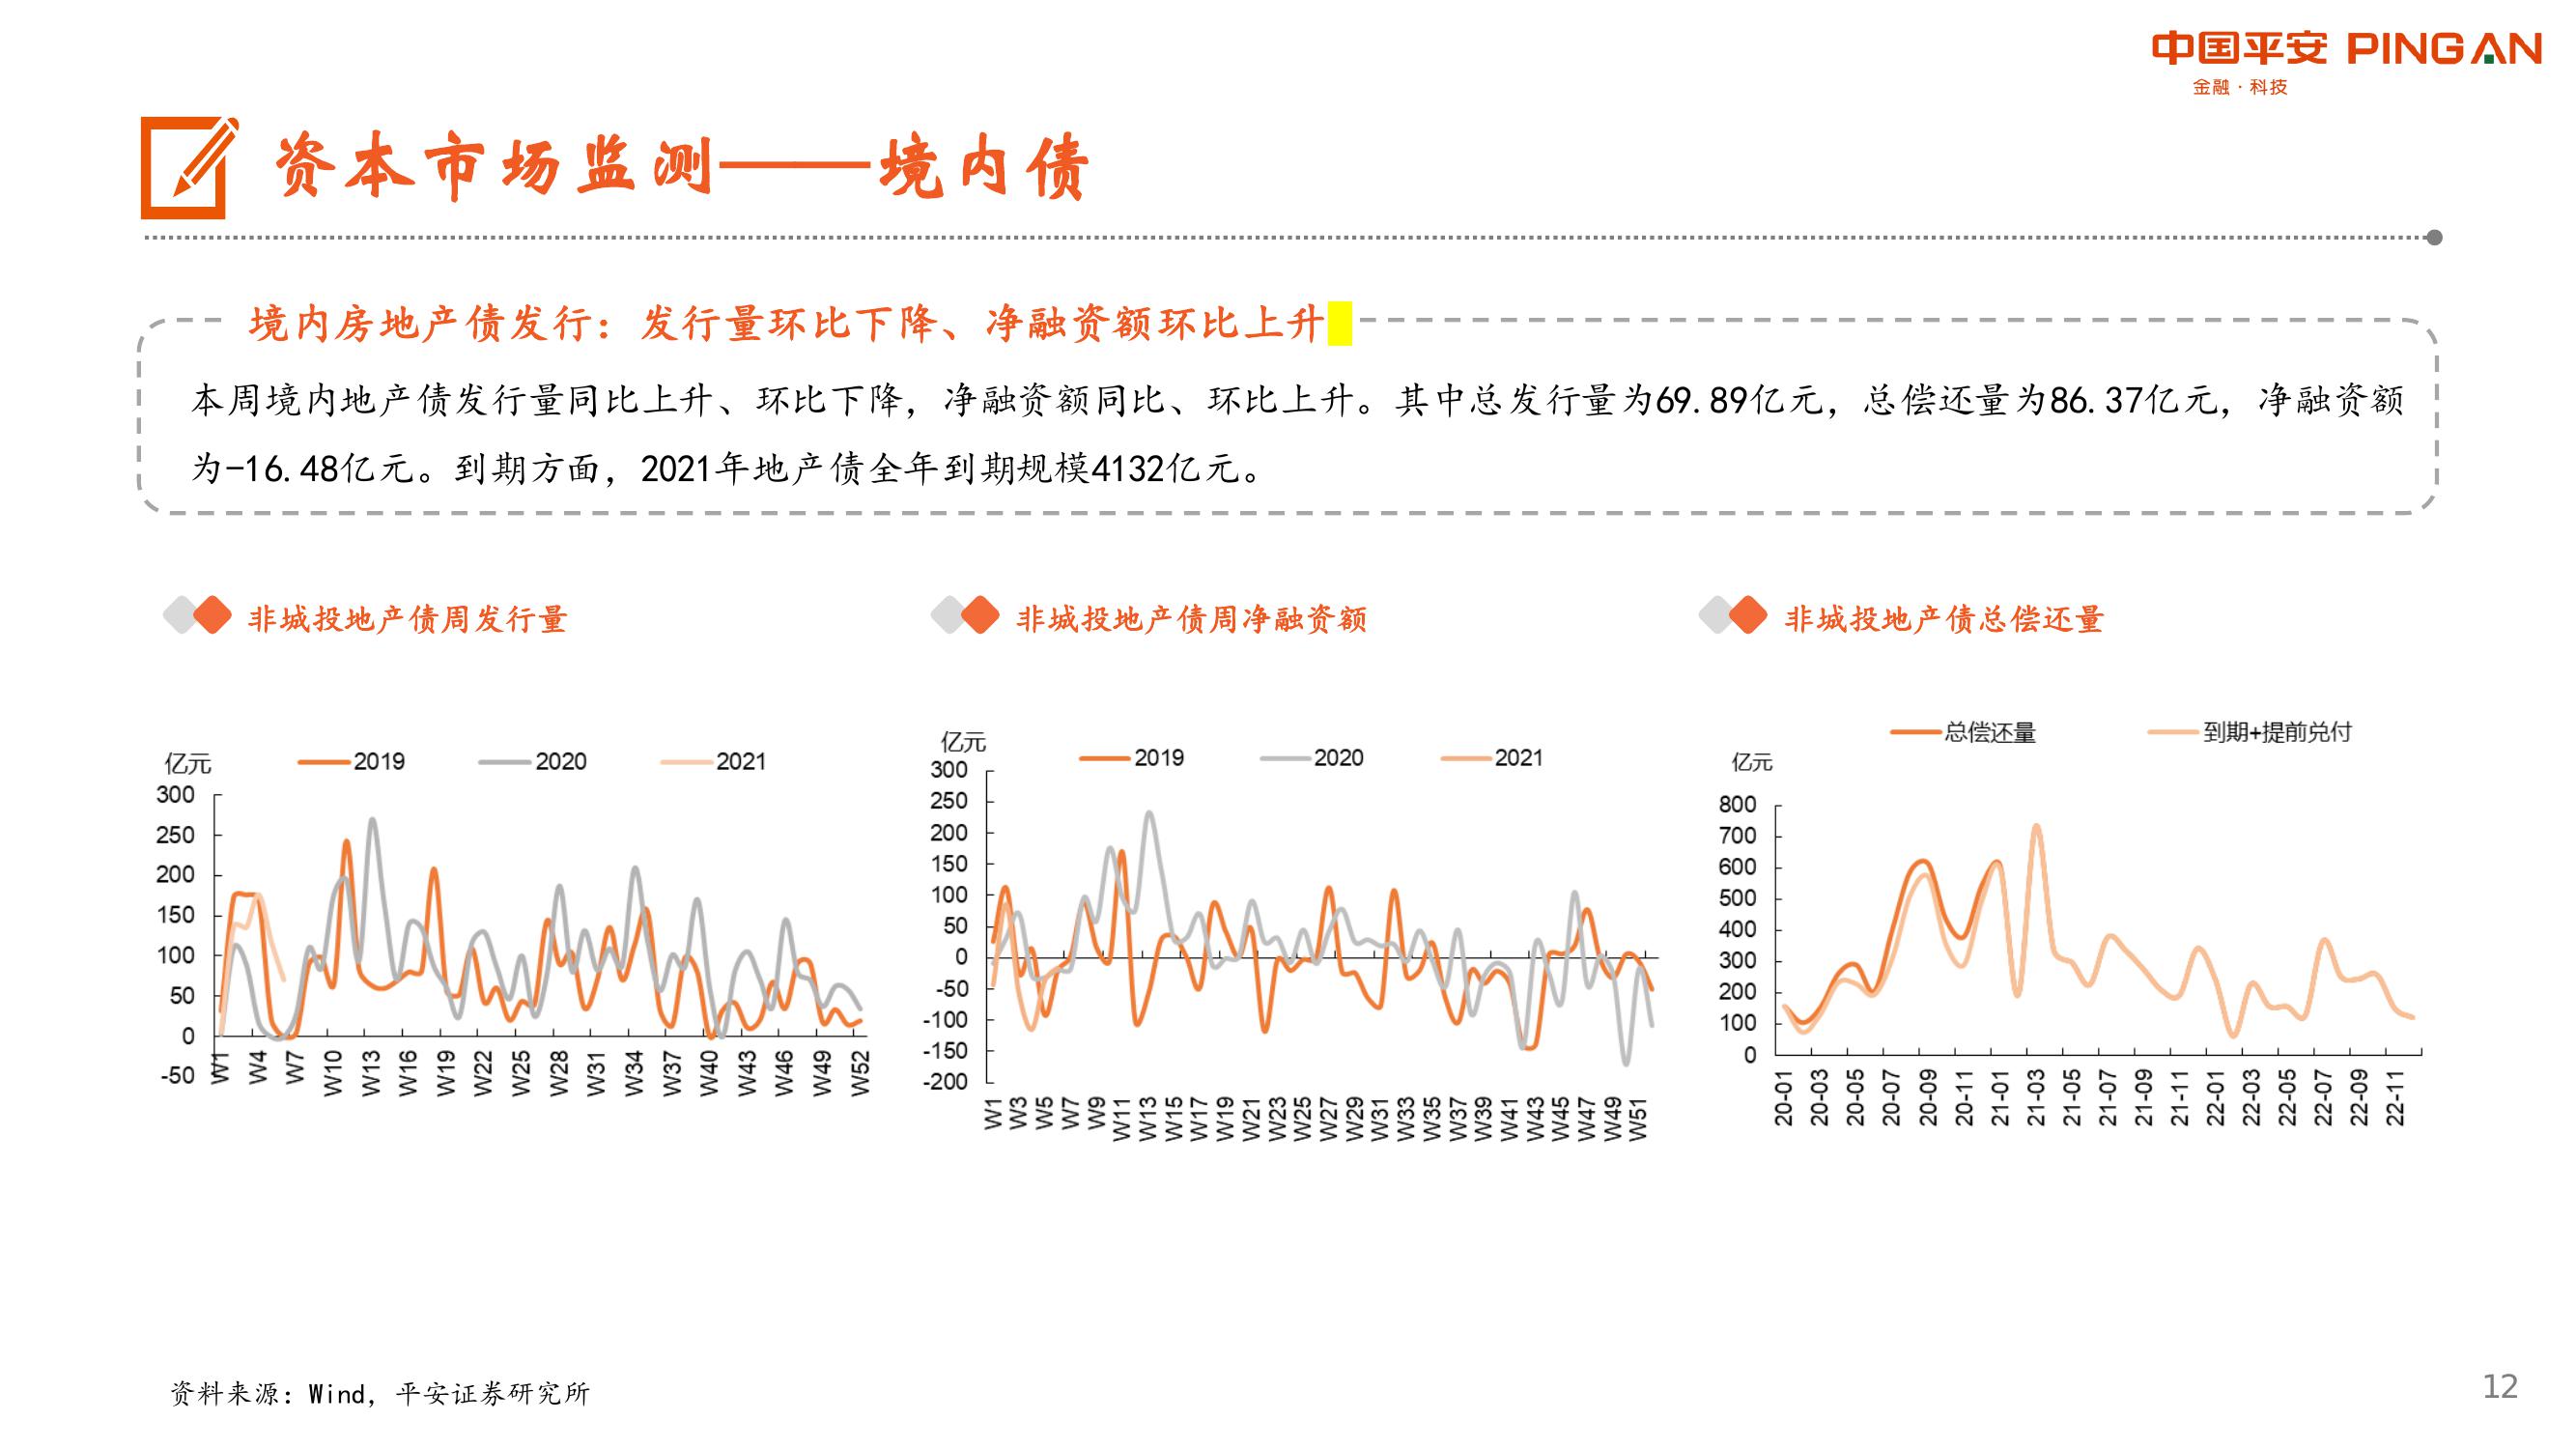 中国平安 PINGAN
金融·科技
资本市场监测——境内债
境内房地产债发行：发行量环比下降、净融资额环比上升
本周境内地产债发行量同比上升、环比下降，净融资额同比、环比上升。其中总发行量为69.89亿元，总偿还量为86.37亿元，净融资额
为-16.48亿元。到期方面，2021年地产债全年到期规模4132亿元。
非城投地产债周发行量
亿元
2019 2020 2021
300
250
200
150
100
50
0
-50
W1 W4 W7 W10 W13 W16 W19 W22 W25 W28 W31 W34 W37 W40 W43 W46 W49 W52
非城投地产债周净融资额
亿元
2019 2020 2021
300
250
200
150
100
50
0
-50
-100
-150
-200
W1 W3 W5 W7 W9 W11 W13 W15 W17 W19 W21 W23 W25 W27 W29 W31 W33 W35 W37 W39 W41 W43 W45 W47 W49 W51
非城投地产债总偿还量
总偿还量 到期+提前兑付
亿元
800
700
600
500
400
300
200
100
0
20-01 20-03 20-05 20-07 20-09 20-11 21-01 21-03 21-05 21-07 21-09 21-11 22-01 22-03 22-05 22-07 22-09 22-11
资料来源：Wind，平安证券研究所
12